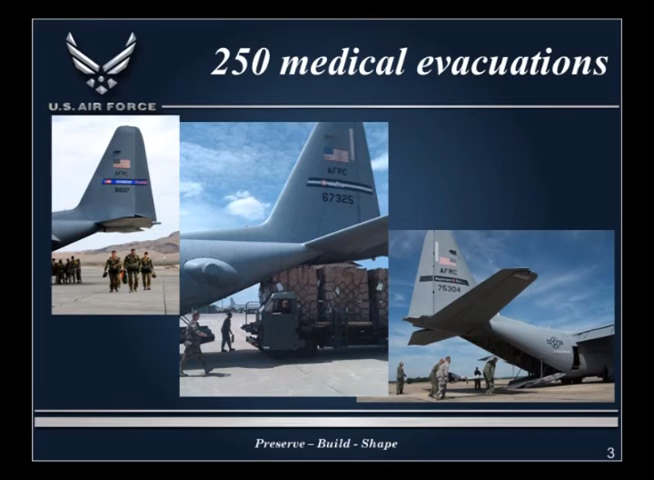 250 medical evacuations
U.S. AIR FORCE
AFRC
AFRC
67325
AFRC
75304
Preserve – Build - Shape
3